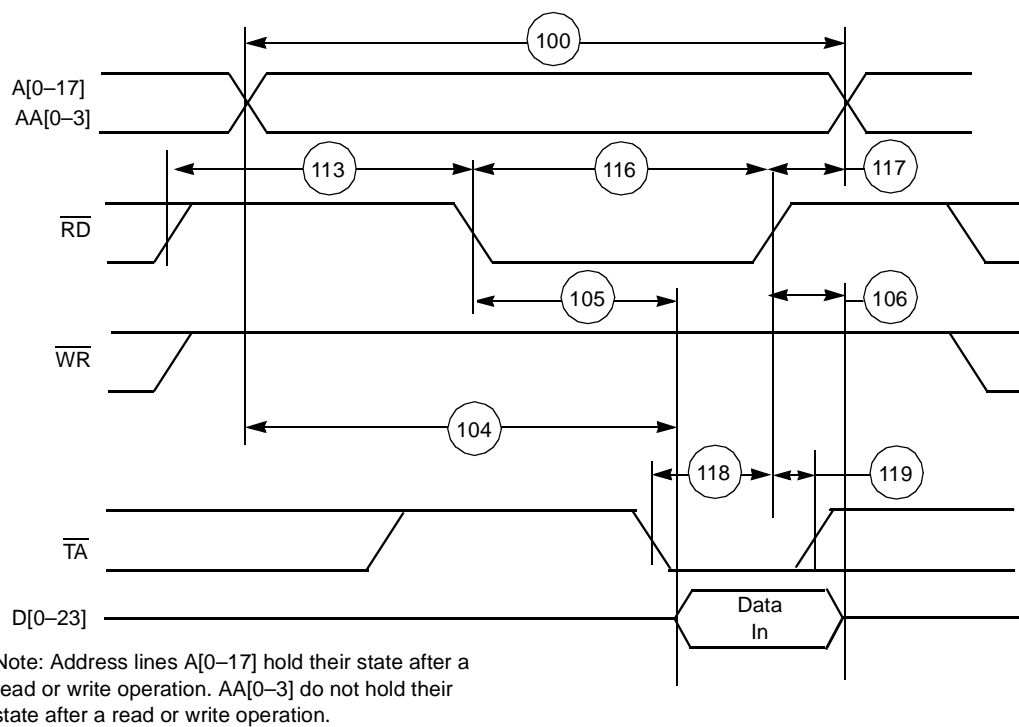 100
A[0–17]
AA[0–3]
113
116
117
RD
105
106
WR
104
118
119
TA
D[0–23]
Data
In
Note: Address lines A[0–17] hold their state after a
read or write operation. AA[0–3] do not hold their
state after a read or write operation.